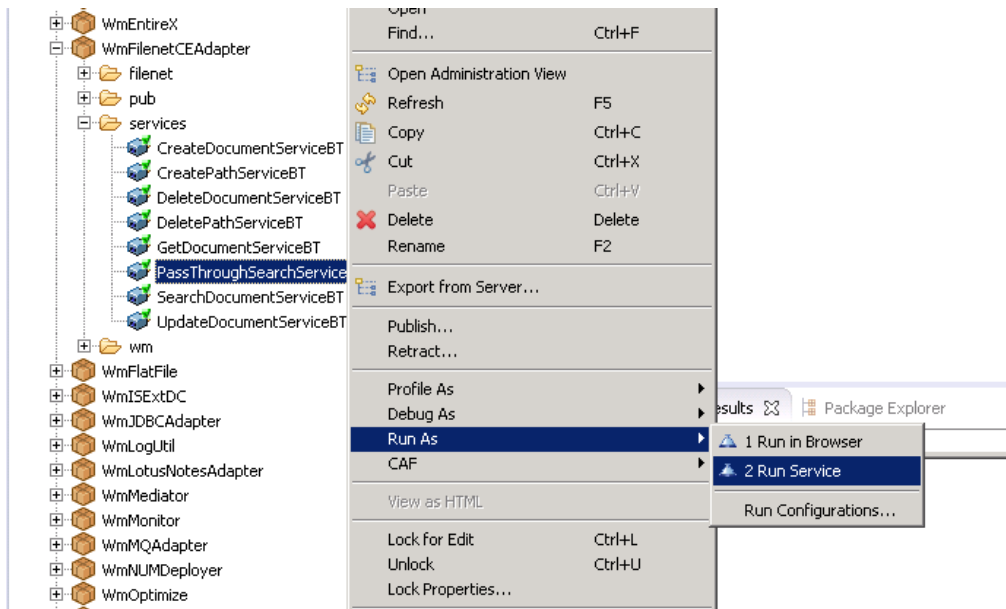 WmEntireX
WmFilenetCEAdapter
filenet
pub
services
CreateDocumentServiceBT
CreatePathServiceBT
DeleteDocumentServiceBT
DeletePathServiceBT
GetDocumentServiceBT
PassThroughSearchService
SearchDocumentServiceBT
UpdateDocumentServiceBT
wm
WmFlatFile
WmISExtDC
WmJDBCAdapter
WmLogUtil
WmLotusNotesAdapter
WmMediator
WmMonitor
WmMQAdapter
WmNUMDeployer
WmOptimize
Open
Find... Ctrl+F
Open Administration View
Refresh F5
Copy Ctrl+C
Cut Ctrl+X
Paste Ctrl+V
Delete Delete
Rename F2
Export from Server...
Publish...
Retract...
Profile As
Debug As
Run As
CAF
View as HTML
Lock for Edit Ctrl+L
Unlock Ctrl+U
Lock Properties...
esults Package Explorer
1 Run in Browser
2 Run Service
Run Configurations...